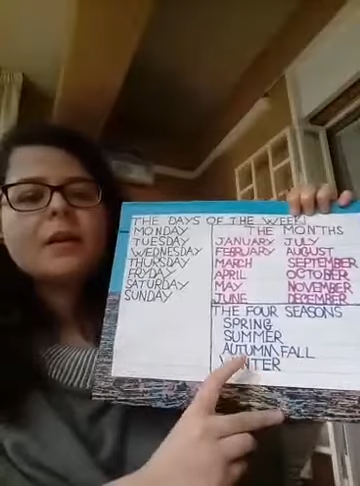 THE DAYS OF THE WEEK
MONDAY
TUESDAY
WEDNESDAY
THURSDAY
FRYDAY
SATURDAY
SUNDAY
THE MONTHS
JANUARY JULY
FEBRUARY AUGUST
MARCH SEPTEMBER
APRIL OCTOBER
MAY NOVEMBER
JUNE DECEMBER
THE FOUR SEASONS
SPRING
SUMMER
AUTUMN/FALL
WINTER